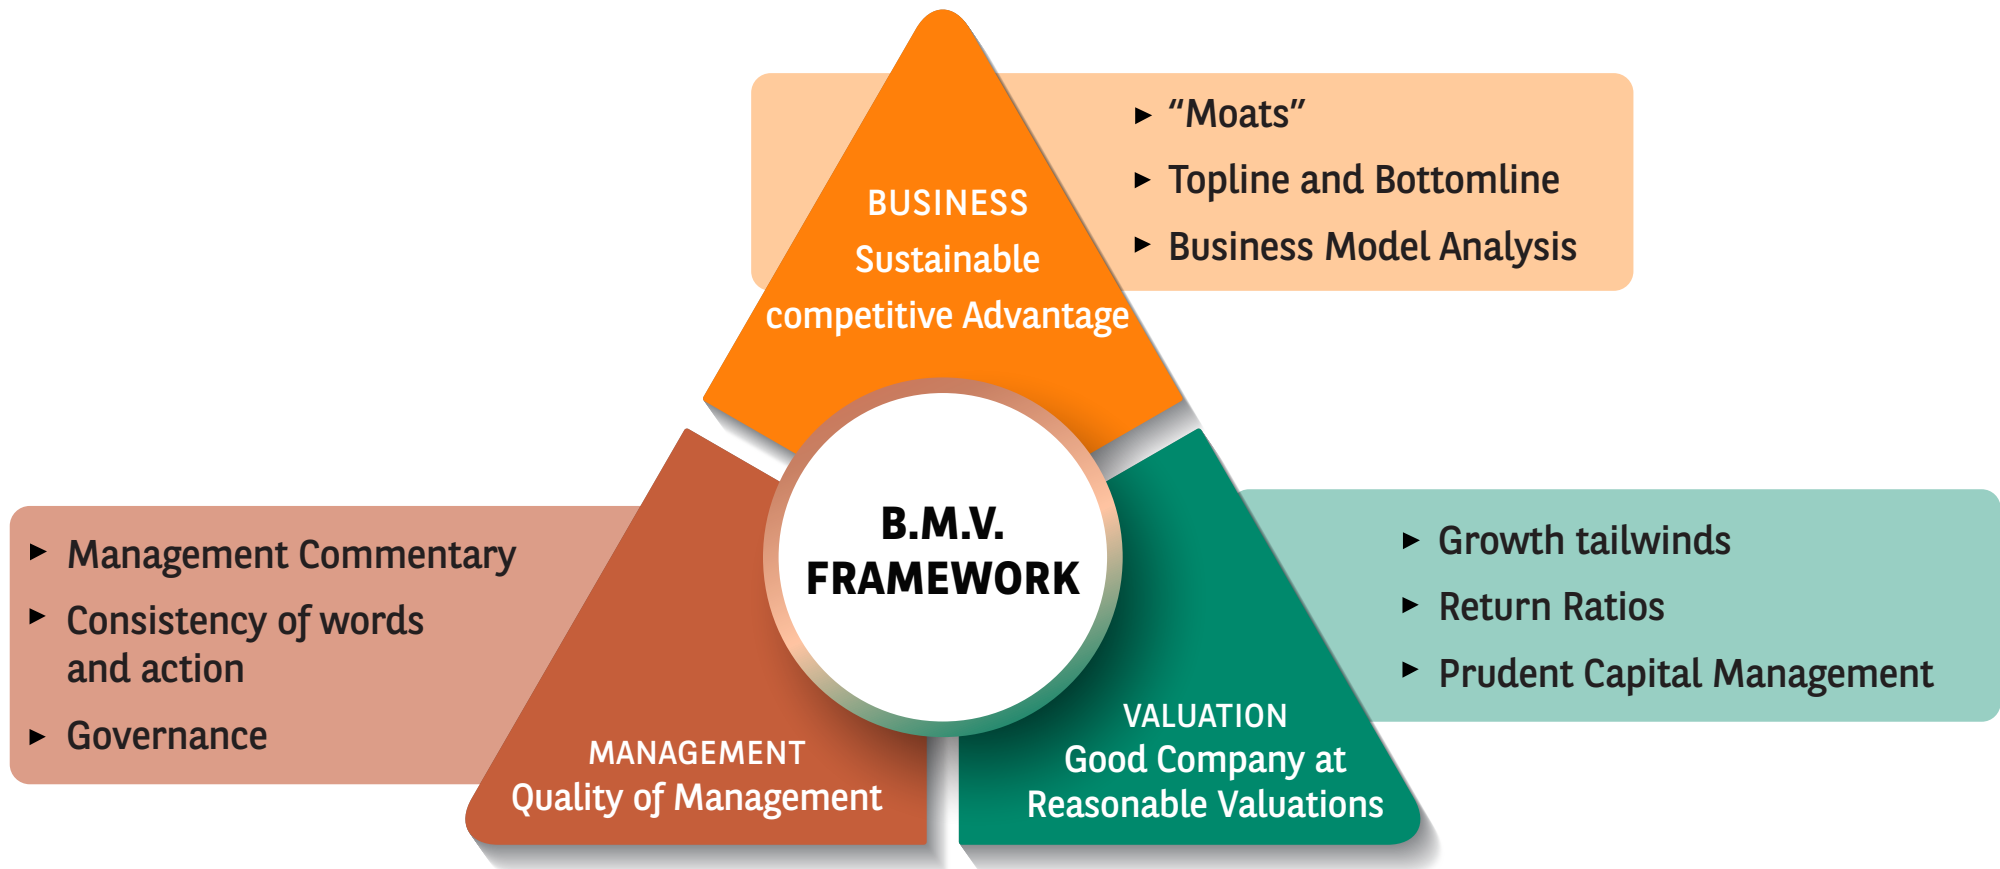 BUSINESS
Sustainable
competitive Advantage
“Moats”
Topline and Bottomline
Business Model Analysis
B.M.V.
FRAMEWORK
Management Commentary
Consistency of words
and action
Governance
MANAGEMENT
Quality of Management
VALUATION
Good Company at
Reasonable Valuations
Growth tailwinds
Return Ratios
Prudent Capital Management